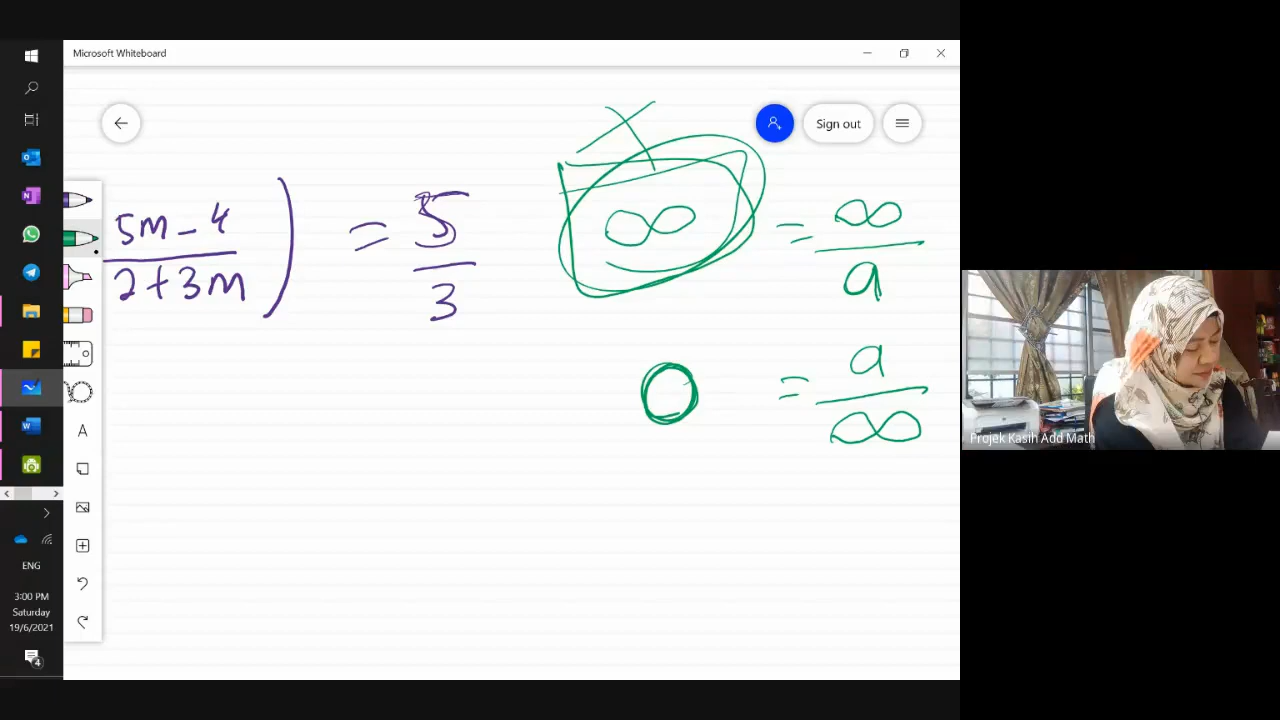 Microsoft Whiteboard
Sign out
X
5m - 4
2 + 3m
) = 5
3
∞ = ∞
a
0 = a
∞
A
ENG
3:00 PM
Saturday
19/6/2021
4
Projek Kasih Add Math